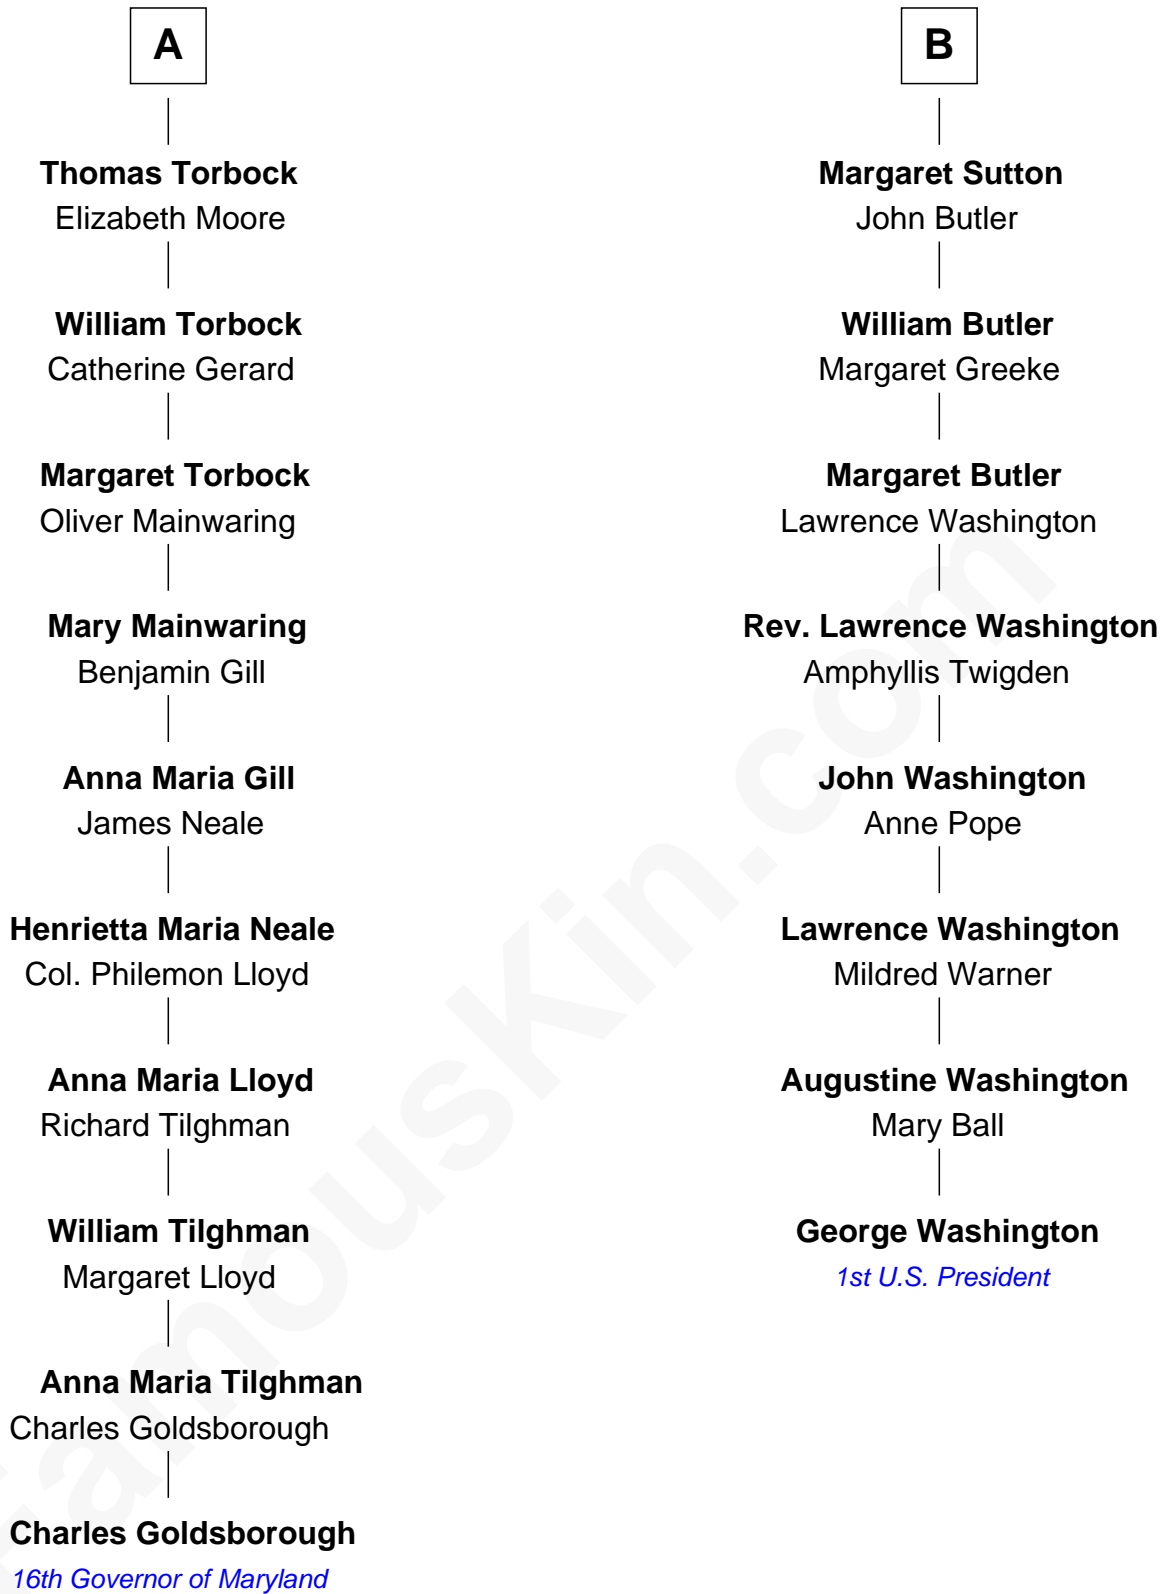 A
Thomas Torbock
Elizabeth Moore
William Torbock
Catherine Gerard
Margaret Torbock
Oliver Mainwaring
Mary Mainwaring
Benjamin Gill
Anna Maria Gill
James Neale
Henrietta Maria Neale
Col. Philemon Lloyd
Anna Maria Lloyd
Richard Tilghman
William Tilghman
Margaret Lloyd
Anna Maria Tilghman
Charles Goldsborough
Charles Goldsborough
16th Governor of Maryland
B
Margaret Sutton
John Butler
William Butler
Margaret Greeke
Margaret Butler
Lawrence Washington
Rev. Lawrence Washington
Amphyllis Twigden
John Washington
Anne Pope
Lawrence Washington
Mildred Warner
Augustine Washington
Mary Ball
George Washington
1st U.S. President
FamousKin.com